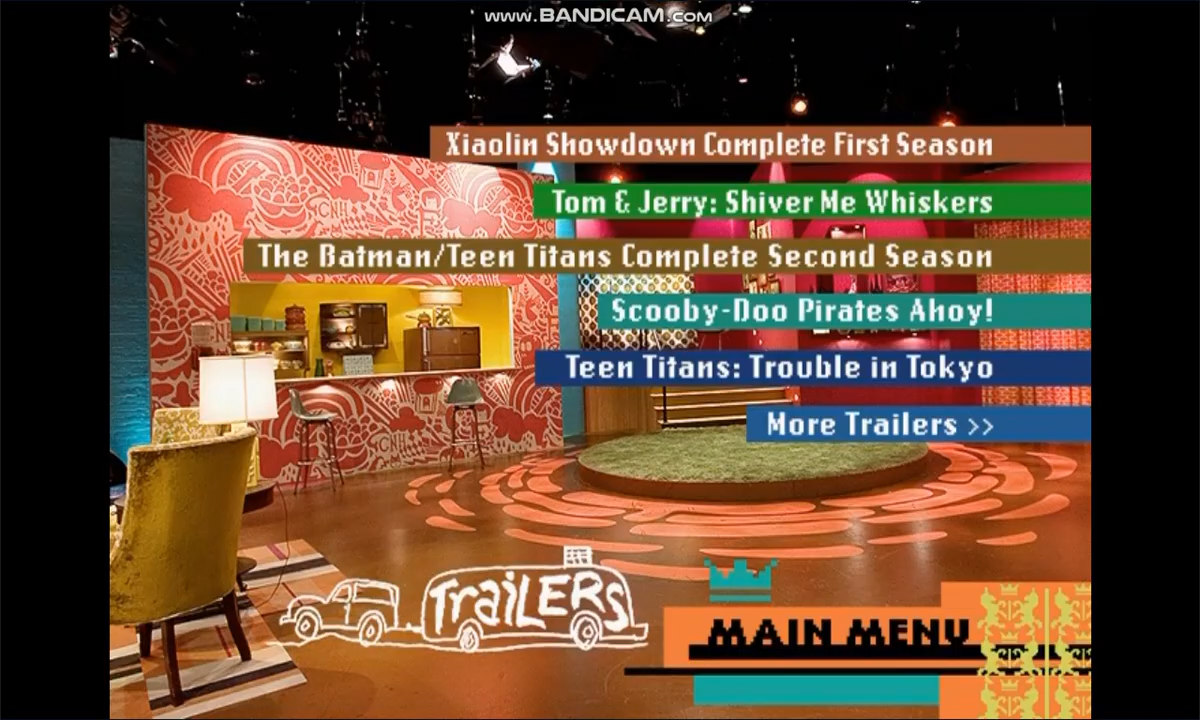 www.BANDICAM.com
Xiaolin Showdown Complete First Season
Tom & Jerry: Shiver Me Whiskers
The Batman/Teen Titans Complete Second Season
Scooby-Doo Pirates Ahoy!
Teen Titans: Trouble in Tokyo
More Trailers >>
TRAiLERS
MAIN MENU